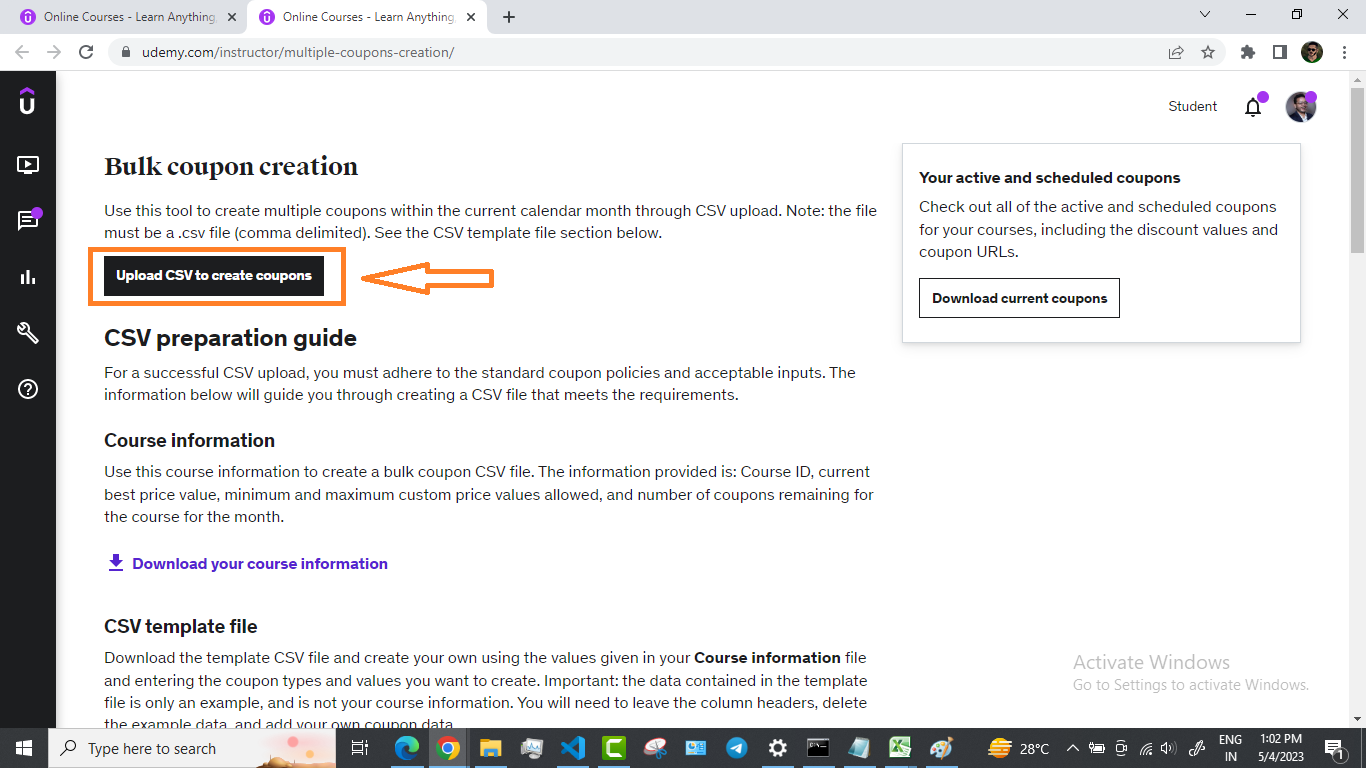 Online Courses - Learn Anything,
Online Courses - Learn Anything,
udemy.com/instructor/multiple-coupons-creation/
Student
Bulk coupon creation
Use this tool to create multiple coupons within the current calendar month through CSV upload. Note: the file
must be a .csv file (comma delimited). See the CSV template file section below.
Upload CSV to create coupons
Your active and scheduled coupons
Check out all of the active and scheduled coupons
for your courses, including the discount values and
coupon URLs.
Download current coupons
CSV preparation guide
For a successful CSV upload, you must adhere to the standard coupon policies and acceptable inputs. The
information below will guide you through creating a CSV file that meets the requirements.
Course information
Use this course information to create a bulk coupon CSV file. The information provided is: Course ID, current
best price value, minimum and maximum custom price values allowed, and number of coupons remaining for
the course for the month.
Download your course information
CSV template file
Download the template CSV file and create your own using the values given in your Course information file
and entering the coupon types and values you want to create. Important: the data contained in the template
file is only an example, and is not your course information. You will need to leave the column headers, delete
the example data, and add your own coupon data.
Activate Windows
Go to Settings to activate Windows.
Type here to search
28°C
ENG
IN
1:02 PM
5/4/2023
1